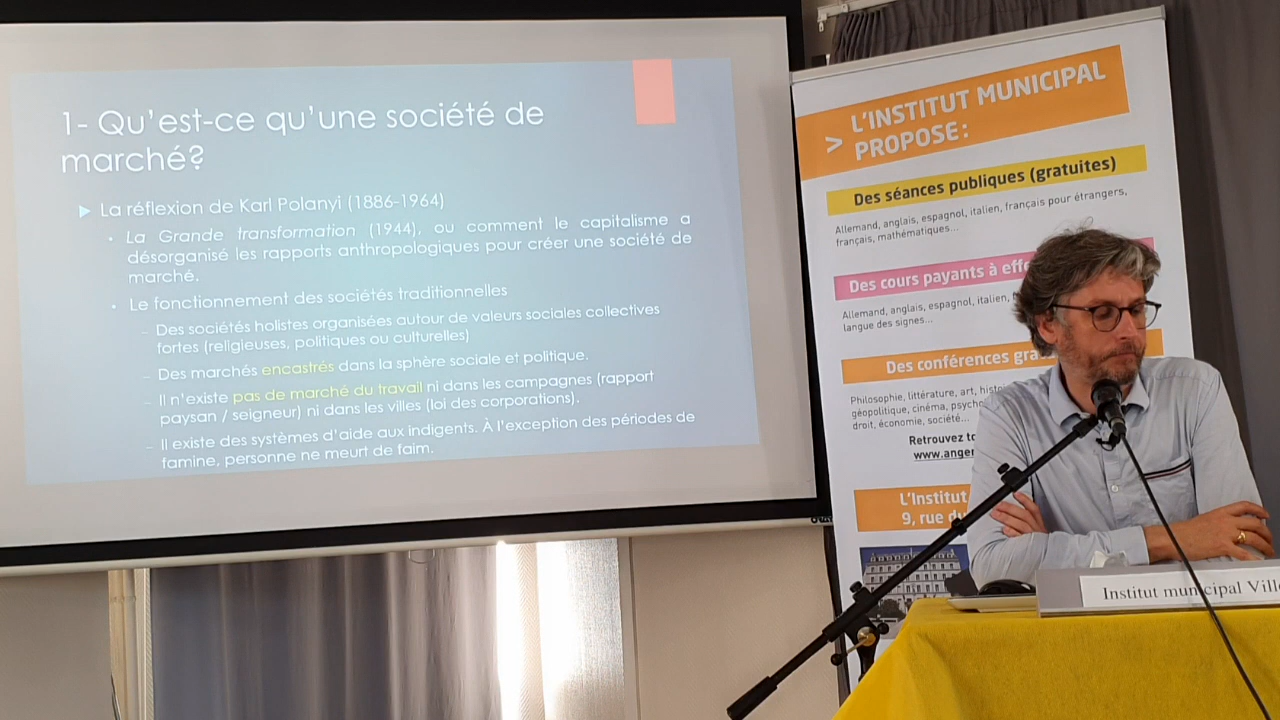 1- Qu'est-ce qu'une société de
marché?
La réflexion de Karl Polanyi (1886-1964)
La Grande transformation (1944), ou comment le capitalisme a
désorganisé les rapports anthropologiques pour créer une société de
marché.
Le fonctionnement des sociétés traditionnelles
Des sociétés holistes organisées autour de valeurs sociales collectives
fortes (religieuses, politiques ou culturelles)
Des marchés encastrés dans la sphère sociale et politique.
Il n'existe pas de marché du travail ni dans les campagnes (rapport
paysan / seigneur) ni dans les villes (loi des corporations).
Il existe des systèmes d'aide aux indigents. À l'exception des périodes de
famine, personne ne meurt de faim.
> L'INSTITUT MUNICIPAL
PROPOSE :
Des séances publiques (gratuites)
Allemand, anglais, espagnol, italien, français pour étrangers,
français, mathématiques...
Des cours payants à
Allemand, anglais, espagnol, italien,
langue des signes...
Des conférences
Philosophie, littérature, art,
géopolitique, cinéma,
droit, économie, société...
Retrouvez
L'Institut
9, rue
Institut municipal